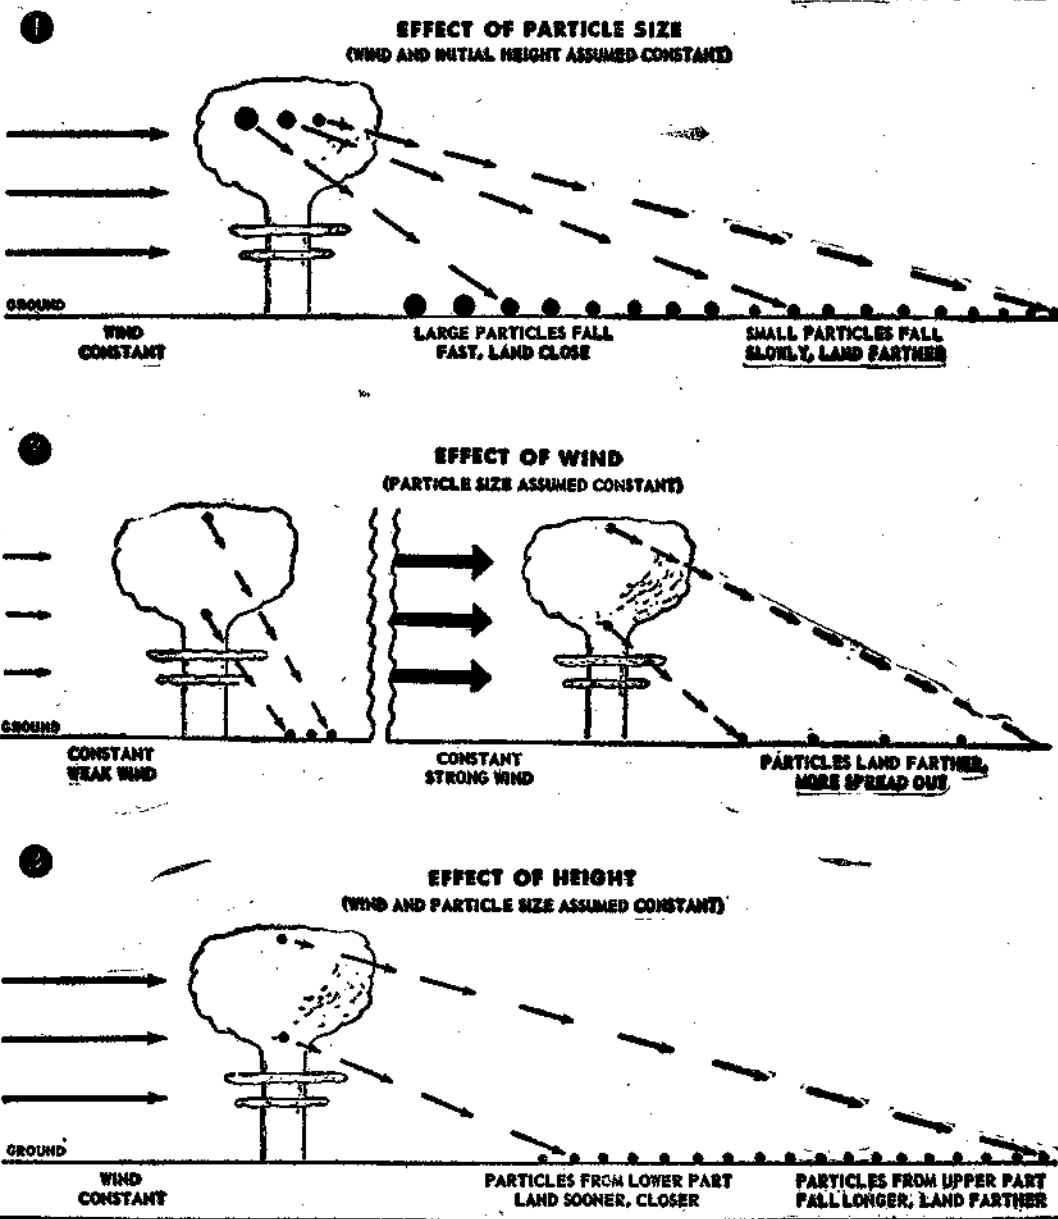 1
EFFECT OF PARTICLE SIZE
(WIND AND INITIAL HEIGHT ASSUMED CONSTANT)
GROUND
WIND
CONSTANT
LARGE PARTICLES FALL
FAST, LAND CLOSE
SMALL PARTICLES FALL
SLOWLY, LAND FARTHER
2
EFFECT OF WIND
(PARTICLE SIZE ASSUMED CONSTANT)
GROUND
CONSTANT
WEAK WIND
CONSTANT
STRONG WIND
PARTICLES LAND FARTHER,
MORE SPREAD OUT
3
EFFECT OF HEIGHT
(WIND AND PARTICLE SIZE ASSUMED CONSTANT)
GROUND
WIND
CONSTANT
PARTICLES FROM LOWER PART
LAND SOONER, CLOSER
PARTICLES FROM UPPER PART
FALL LONGER, LAND FARTHER